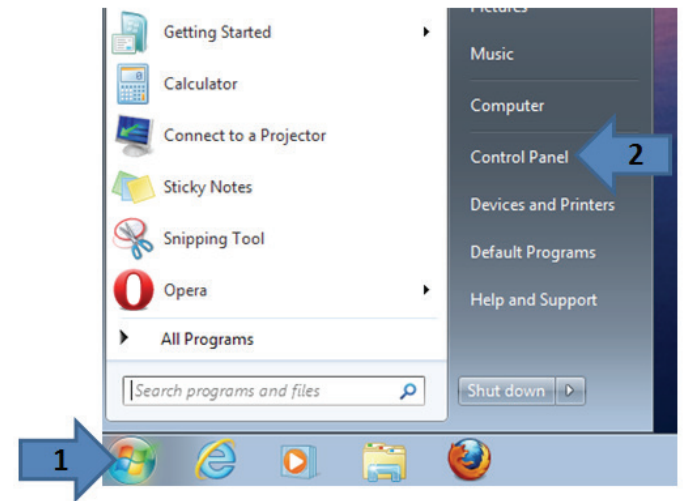 Getting Started
Calculator
Connect to a Projector
Sticky Notes
Snipping Tool
Opera
All Programs
Search programs and files
Pictures
Music
Computer
Control Panel
2
Devices and Printers
Default Programs
Help and Support
Shut down
1